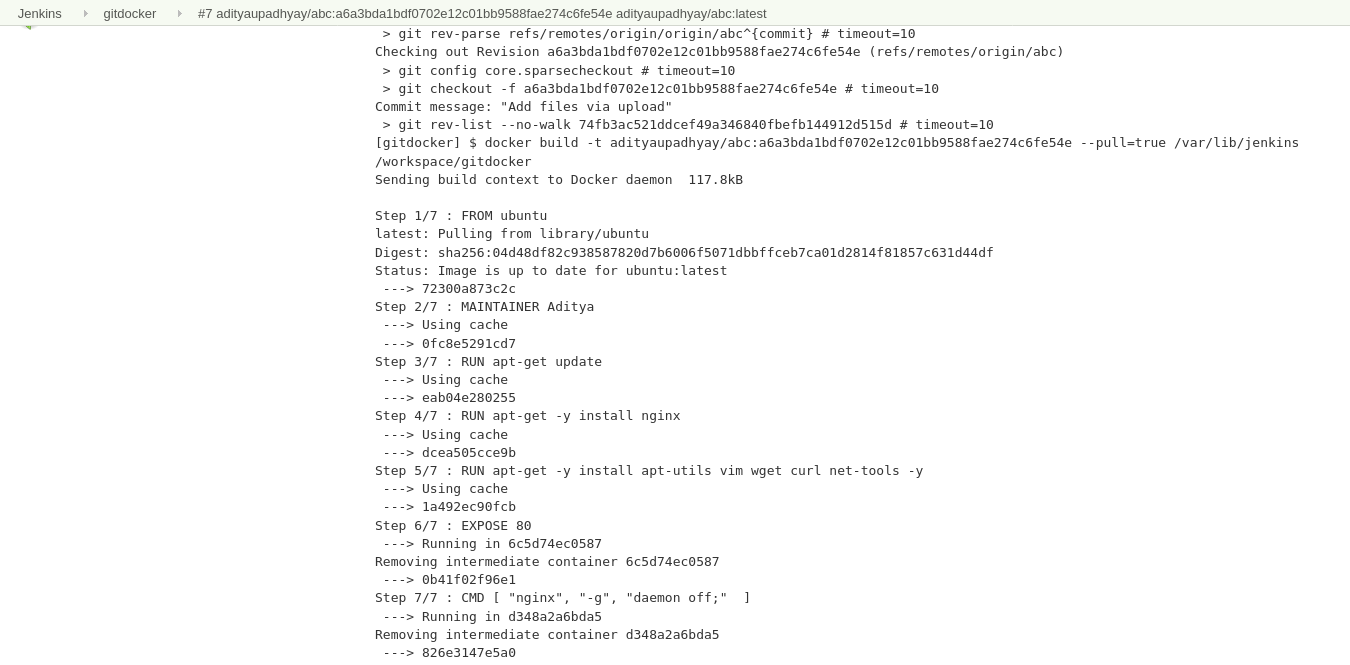 Jenkins gitdocker #7 adityaupadhyay/abc:a6a3bda1bdf0702e12c01bb9588fae274c6fe54e adityaupadhyay/abc:latest
> git rev-parse refs/remotes/origin/origin/abc^{commit} # timeout=10
Checking out Revision a6a3bda1bdf0702e12c01bb9588fae274c6fe54e (refs/remotes/origin/abc)
> git config core.sparsecheckout # timeout=10
> git checkout -f a6a3bda1bdf0702e12c01bb9588fae274c6fe54e # timeout=10
Commit message: "Add files via upload"
> git rev-list --no-walk 74fb3ac521ddcef49a346840fbefb144912d515d # timeout=10
[gitdocker] $ docker build -t adityaupadhyay/abc:a6a3bda1bdf0702e12c01bb9588fae274c6fe54e --pull=true /var/lib/jenkins
/workspace/gitdocker
Sending build context to Docker daemon  117.8kB
Step 1/7 : FROM ubuntu
latest: Pulling from library/ubuntu
Digest: sha256:04d48df82c938587820d7b6006f5071dbbffceb7ca01d2814f81857c631d44df
Status: Image is up to date for ubuntu:latest
---> 72300a873c2c
Step 2/7 : MAINTAINER Aditya
---> Using cache
---> 0fc8e5291cd7
Step 3/7 : RUN apt-get update
---> Using cache
---> eab04e280255
Step 4/7 : RUN apt-get -y install nginx
---> Using cache
---> dcea505cce9b
Step 5/7 : RUN apt-get -y install apt-utils vim wget curl net-tools -y
---> Using cache
---> 1a492ec90fcb
Step 6/7 : EXPOSE 80
---> Running in 6c5d74ec0587
Removing intermediate container 6c5d74ec0587
---> 0b41f02f96e1
Step 7/7 : CMD [ "nginx", "-g", "daemon off;"  ]
---> Running in d348a2a6bda5
Removing intermediate container d348a2a6bda5
---> 826e3147e5a0